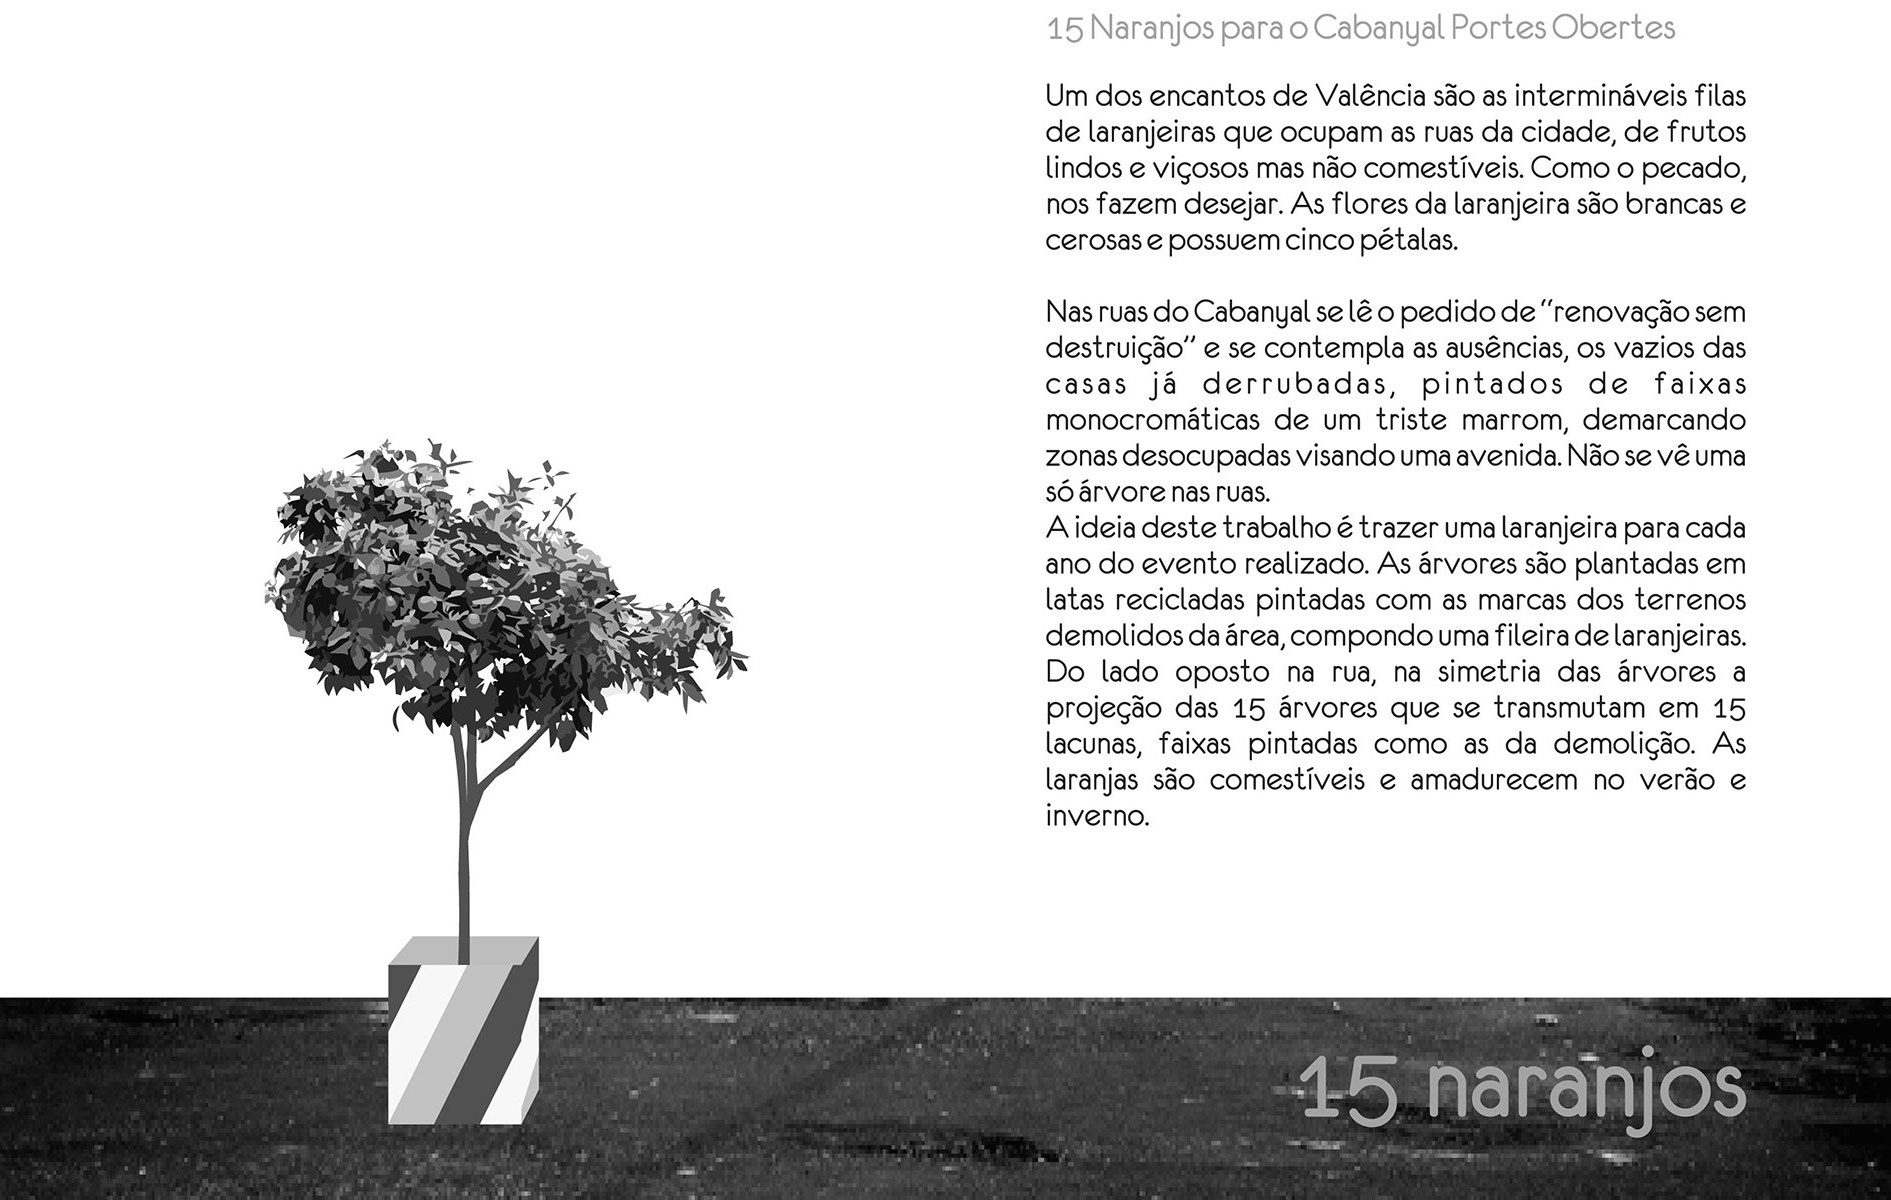 15 Naranjos para o Cabanyal Portes Obertes
Um dos encantos de Valência são as intermináveis filas
de laranjeiras que ocupam as ruas da cidade, de frutos
lindos e viçosos mas não comestíveis. Como o pecado,
nos fazem desejar. As flores da laranjeira são brancas e
cerosas e possuem cinco pétalas.
Nas ruas do Cabanyal se lê o pedido de “renovação sem
destruição” e se contempla as ausências, os vazios das
casas já derrubadas, pintados de faixas
monocromáticas de um triste marrom, demarcando
zonas desocupadas visando uma avenida. Não se vê uma
só árvore nas ruas.
A ideia deste trabalho é trazer uma laranjeira para cada
ano do evento realizado. As árvores são plantadas em
latas recicladas pintadas com as marcas dos terrenos
demolidos da área, compondo uma fileira de laranjeiras.
Do lado oposto na rua, na simetria das árvores a
projeção das 15 árvores que se transmutam em 15
lacunas, faixas pintadas como as da demolição. As
laranjas são comestíveis e amadurecem no verão e
inverno.
15 naranjos